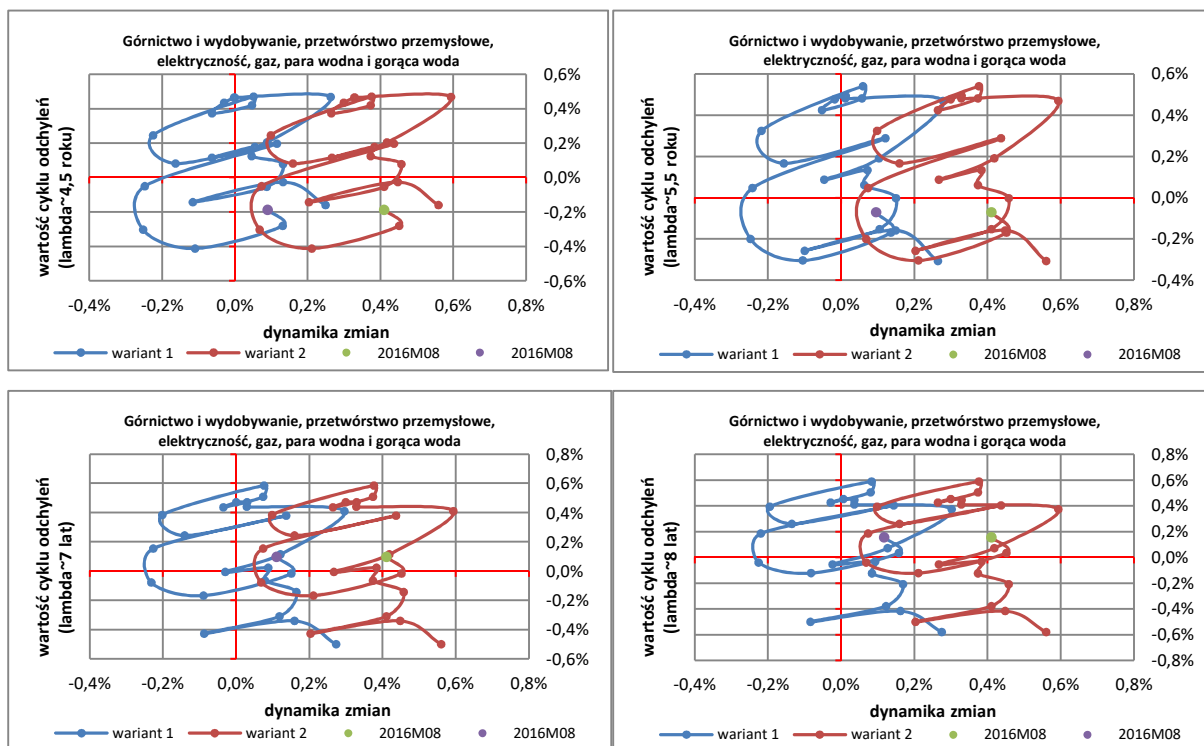 Górnictwo i wydobywanie, przetwórstwo przemysłowe,
elektryczność, gaz, para wodna i gorąca woda
wartość cyklu odchyleń
(lambda~4,5 roku)
0,6%
0,4%
0,2%
0,0%
-0,2%
-0,4%
-0,6%
-0,4% -0,2% 0,0% 0,2% 0,4% 0,6% 0,8%
dynamika zmian
wariant 1 wariant 2 2016M08 2016M08
Górnictwo i wydobywanie, przetwórstwo przemysłowe,
elektryczność, gaz, para wodna i gorąca woda
wartość cyklu odchyleń
(lambda~5,5 roku)
0,6%
0,4%
0,2%
0,0%
-0,2%
-0,4%
-0,4% -0,2% 0,0% 0,2% 0,4% 0,6% 0,8%
dynamika zmian
wariant 1 wariant 2 2016M08 2016M08
Górnictwo i wydobywanie, przetwórstwo przemysłowe,
elektryczność, gaz, para wodna i gorąca woda
wartość cyklu odchyleń
(lambda~7 lat)
0,8%
0,6%
0,4%
0,2%
0,0%
-0,2%
-0,4%
-0,6%
-0,4% -0,2% 0,0% 0,2% 0,4% 0,6% 0,8%
dynamika zmian
wariant 1 wariant 2 2016M08 2016M08
Górnictwo i wydobywanie, przetwórstwo przemysłowe,
elektryczność, gaz, para wodna i gorąca woda
wartość cyklu odchyleń
(lambda~8 lat)
0,8%
0,6%
0,4%
0,2%
0,0%
-0,2%
-0,4%
-0,6%
-0,8%
-0,4% -0,2% 0,0% 0,2% 0,4% 0,6% 0,8%
dynamika zmian
wariant 1 wariant 2 2016M08 2016M08